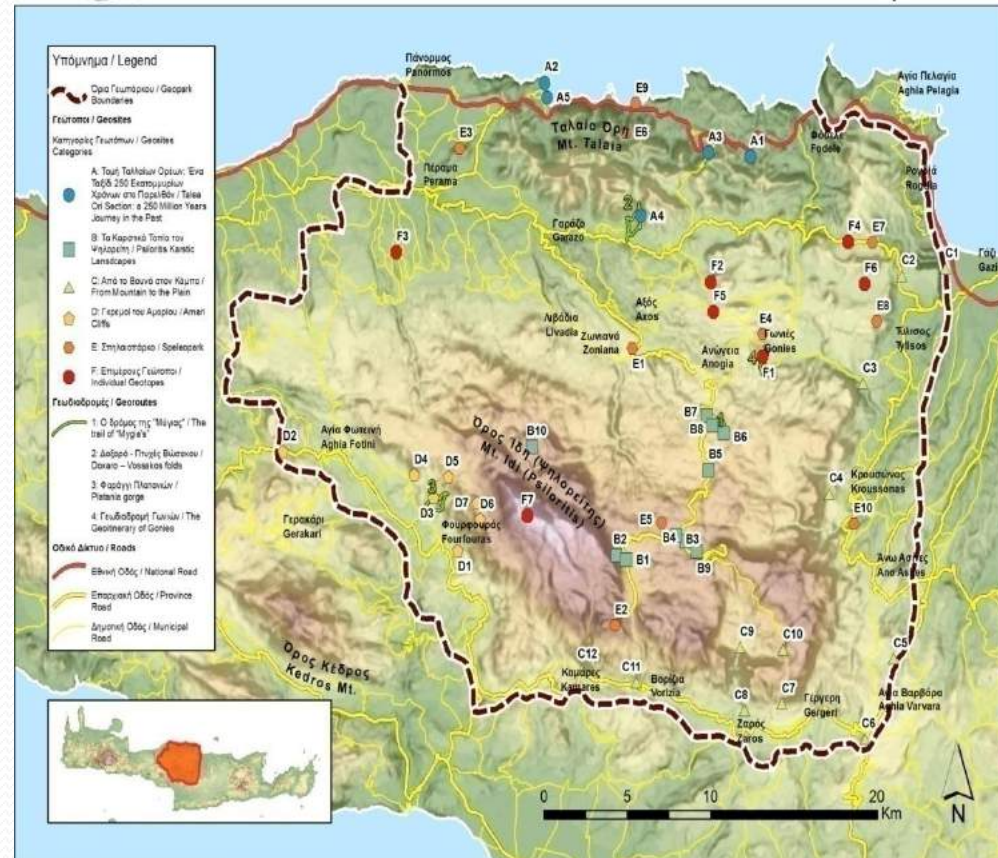 Υπόμνημα / Legend
Όρια Γεωπάρκου / Geopark
Boundaries
Γεώτοποι / Geosites
Κατηγορίες Γεωτόπων / Geosites
Categories
A: Τομή Ταλλαίων Ορέων: Ένα
Ταξίδι 250 Εκατομμυρίων
Χρόνων στο Παρελθόν / Talea
Ori Section: a 250 Million Years
Journey in the Past
B: Τα Καρστικά Τοπία του
Ψηλορείτη / Psiloritis Karstic
Landscapes
C: Από το Βουνό στον Κάμπο /
From Mountain to the Plain
D: Γκρεμοί του Αμαρίου / Amari
Cliffs
E: Σπηλαιοπάρκο / Speleopark
F: Επιμέρους Γεώτοποι /
Individual Geotopes
Γεωδιαδρομές / Georoutes
1: Ο δρόμος της "Μύγιας" / The
trail of "Mygia's"
2: Δοξαρό - Πτυχές Βώσακου /
Doxaro – Vossakos folds
3: Φαράγγι Πλατανιών /
Platania gorge
4: Γεωδιαδρομή Γωνιών / The
Geoitinerary of Gonies
Οδικό Δίκτυο / Roads
Εθνική Οδός / National Road
Επαρχιακή Οδός / Province
Road
Δημοτική Οδός / Municipal
Road
Πάνορμος
Panormos
A2
A5
E9
Αγία Πελαγία
Aghia Pelagia
Ταλαία Όρη
Mt. Talaia
E6
E3
A3
A1
Φόδελε
Fodele
Πέραμα
Perama
Ρογδιά
Rogdia
2
1
A4
Γαράζο
Garazo
F3
F4
E7
C2
C1
Γάζι
Gazi
F2
F6
F5
Αξός
Axos
E8
Λιβάδια
Livadia
Ζωνιανά
Zoniana
E4
Γωνιές
Gonies
Τύλισος
Tylisos
E1
Ανώγεια
Anogia
4
F1
C3
B7
B8
B6
B5
Αγία Φωτεινή
Aghia Fotini
D2
B10
Όρος Ίδη (Ψηλορείτης)
Mt. Idi (Psiloritis)
D4
D5
3
D3
D7
D6
F7
C4
Κρουσώνας
Kroussonas
E5
E10
Γερακάρι
Gerakari
Φουρφουράς
Fourfouras
B4
B3
B2
B1
B9
D1
Άνω Ασίτες
Ano Asites
E2
C9
C10
C5
C12
Καμάρες
Kamares
C11
Βορίζια
Vorizia
Όρος Κέδρος
Kedros Mt.
C8
C7
Γέργερη
Gergeri
Αγία Βαρβάρα
Aghia Varvara
C6
Ζαρός
Zaros
0
10
20
Km
N